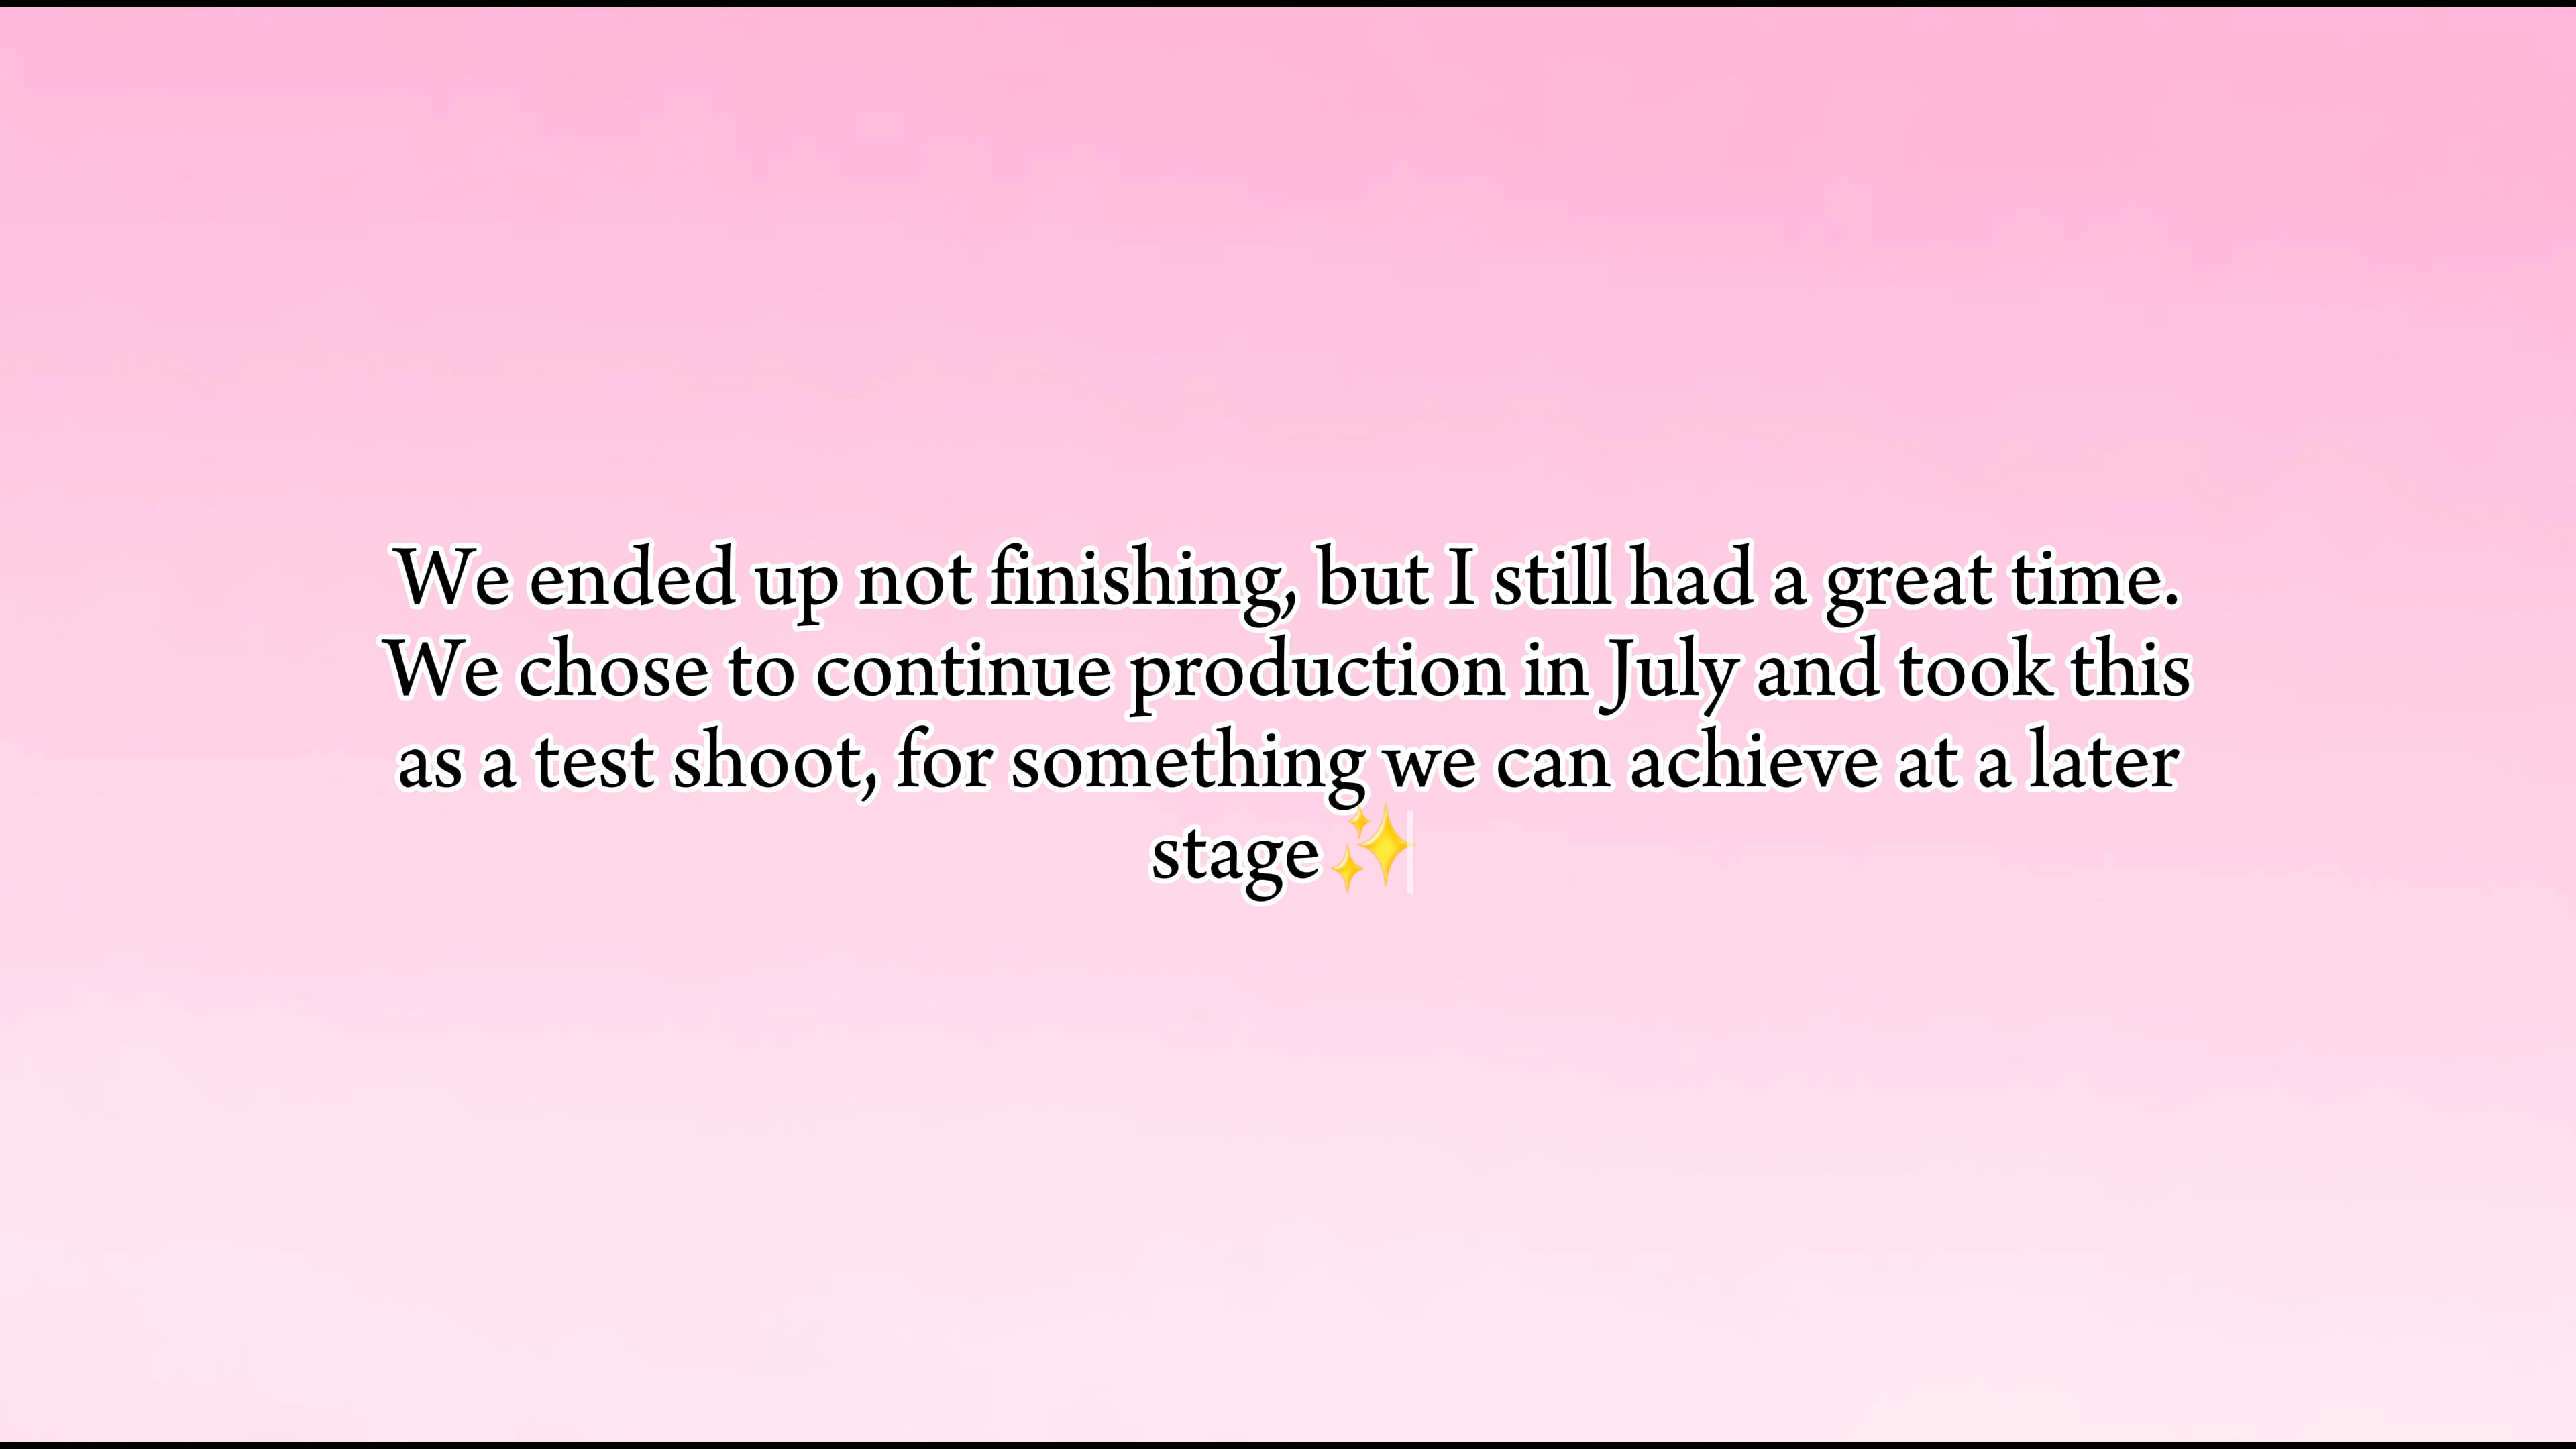 We ended up not finishing, but I still had a great time.
We chose to continue production in July and took this
as a test shoot, for something we can achieve at a later
stage✨